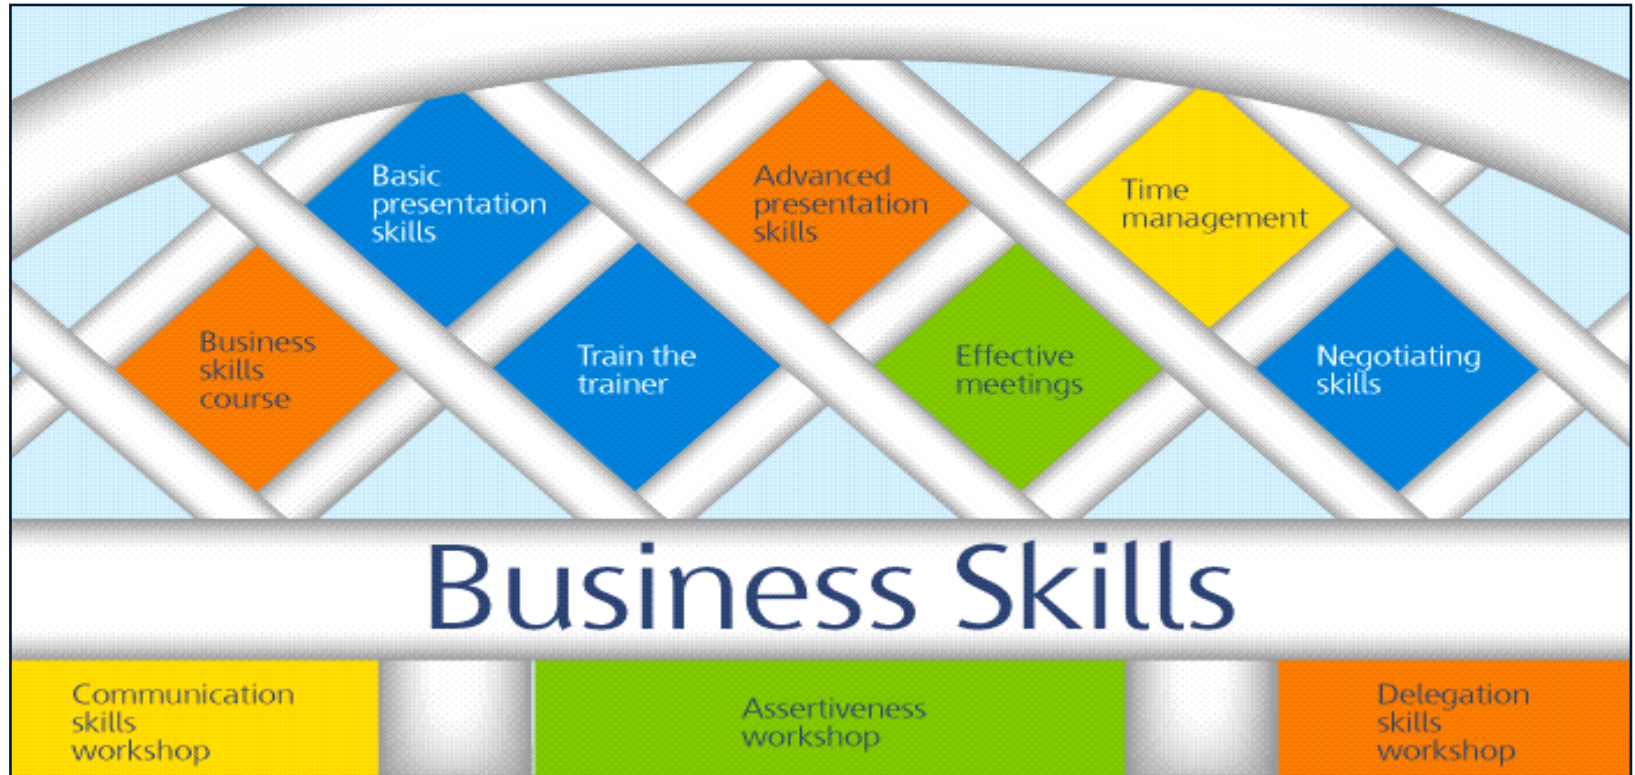 Basic
presentation
skills
Advanced
presentation
skills
Time
management
Business
skills
course
Train the
trainer
Effective
meetings
Negotiating
skills
Business Skills
Communication
skills
workshop
Assertiveness
workshop
Delegation
skills
workshop